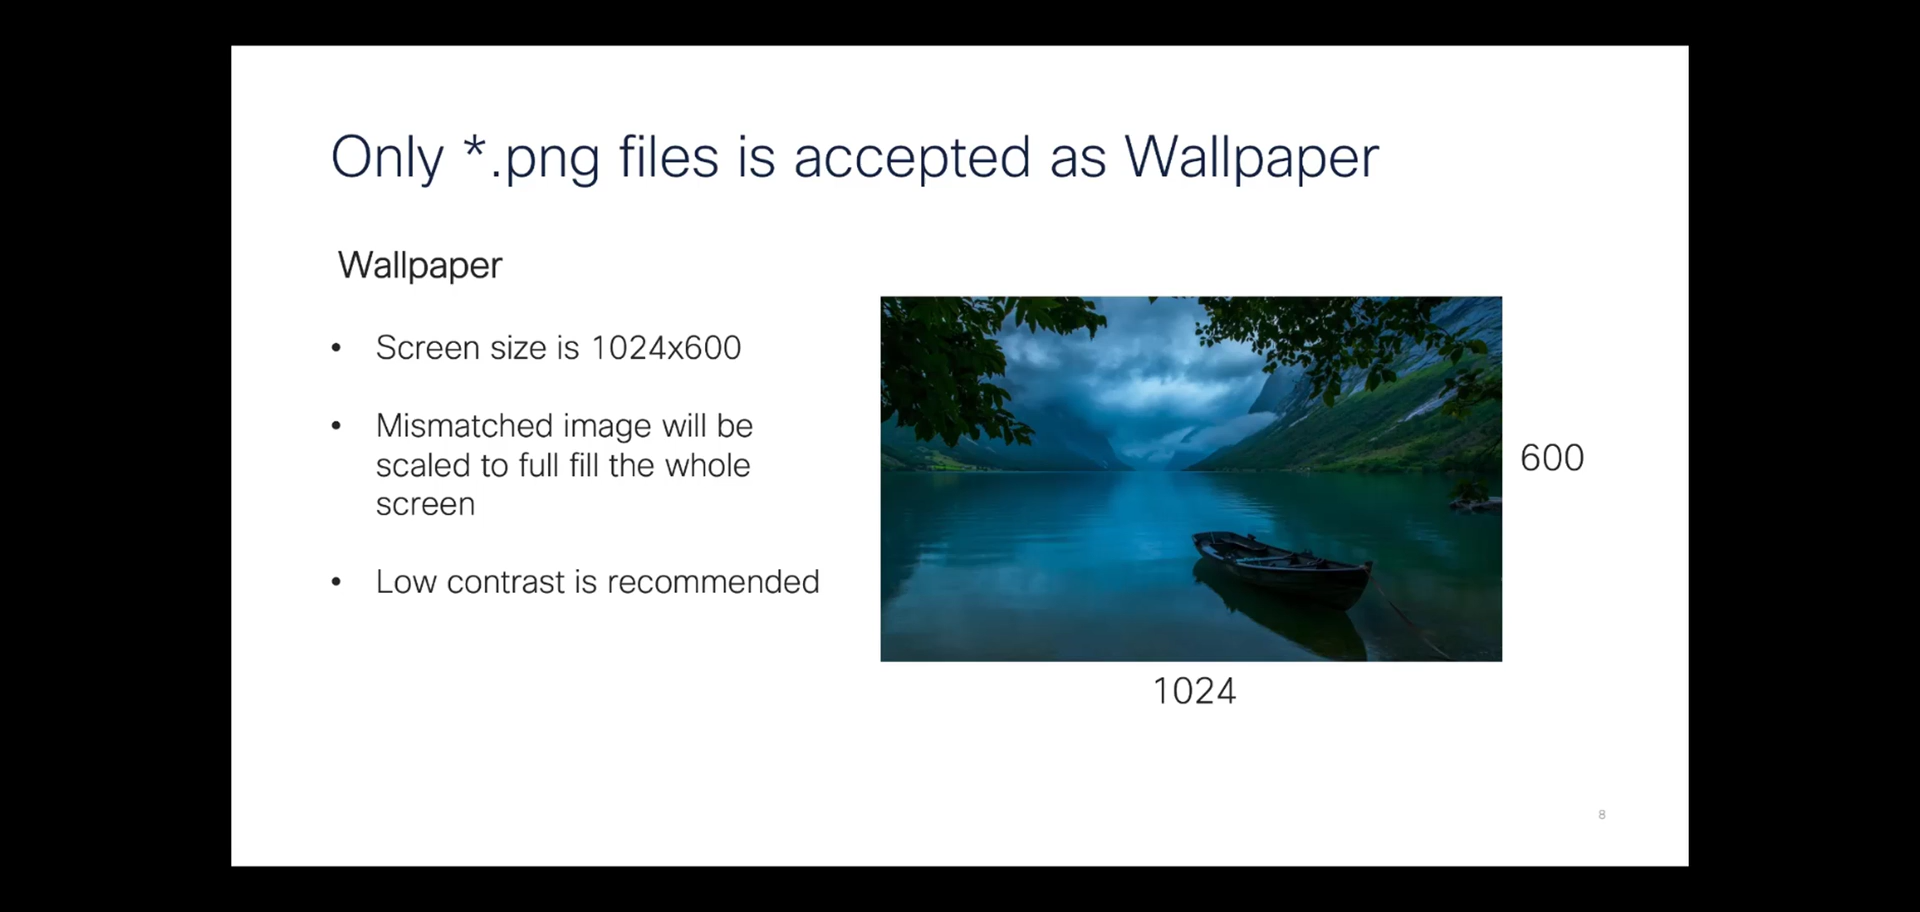 Only *.png files is accepted as Wallpaper
Wallpaper
• Screen size is 1024x600
• Mismatched image will be
scaled to full fill the whole
screen
• Low contrast is recommended
600
1024
8